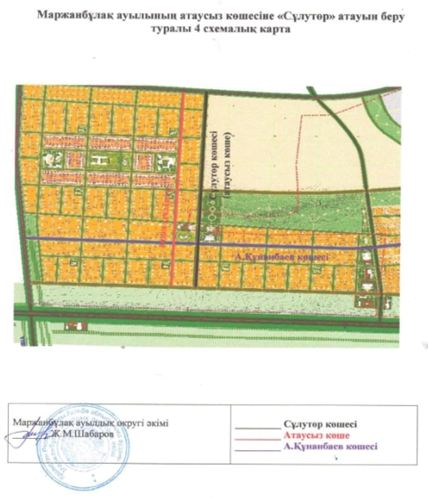 Маржанбұлақ ауылының атаусыз көшесіне «Сұлутөр» атауын беру
туралы 4 схемалық карта
Сұлутөр көшесі
(атаусыз көше)
А.Құнанбаев көшесі
Маржанбұлақ ауылдық округі әкімі
Ж.М.Шабаров
Сұлутөр көшесі
Атаусыз көше
А.Құнанбаев көшесі